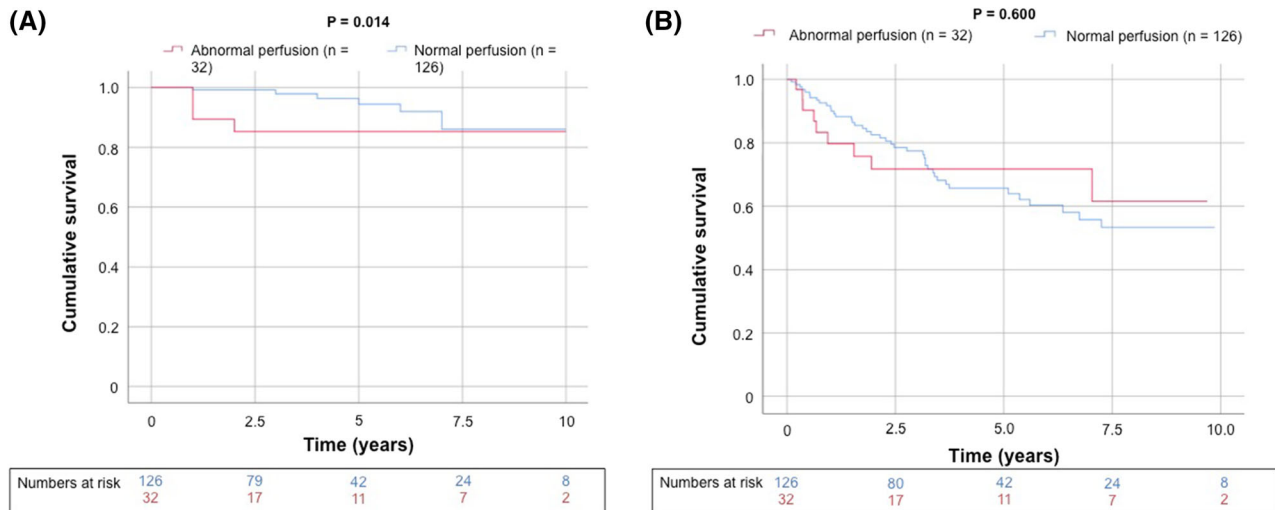 (A)
P = 0.014
Abnormal perfusion (n = 32)
Normal perfusion (n = 126)
Cumulative survival
1.0
0.8
0.6
0.4
0.2
0
0 2.5 5 7.5 10
Time (years)
Numbers at risk 126 79 42 24 8
32 17 11 7 2
(B)
P = 0.600
Abnormal perfusion (n = 32) Normal perfusion (n = 126)
Cumulative survival
1.0
0.8
0.6
0.4
0.2
0
0 2.5 5.0 7.5 10.0
Time (years)
Numbers at risk 126 80 42 24 8
32 17 11 7 2